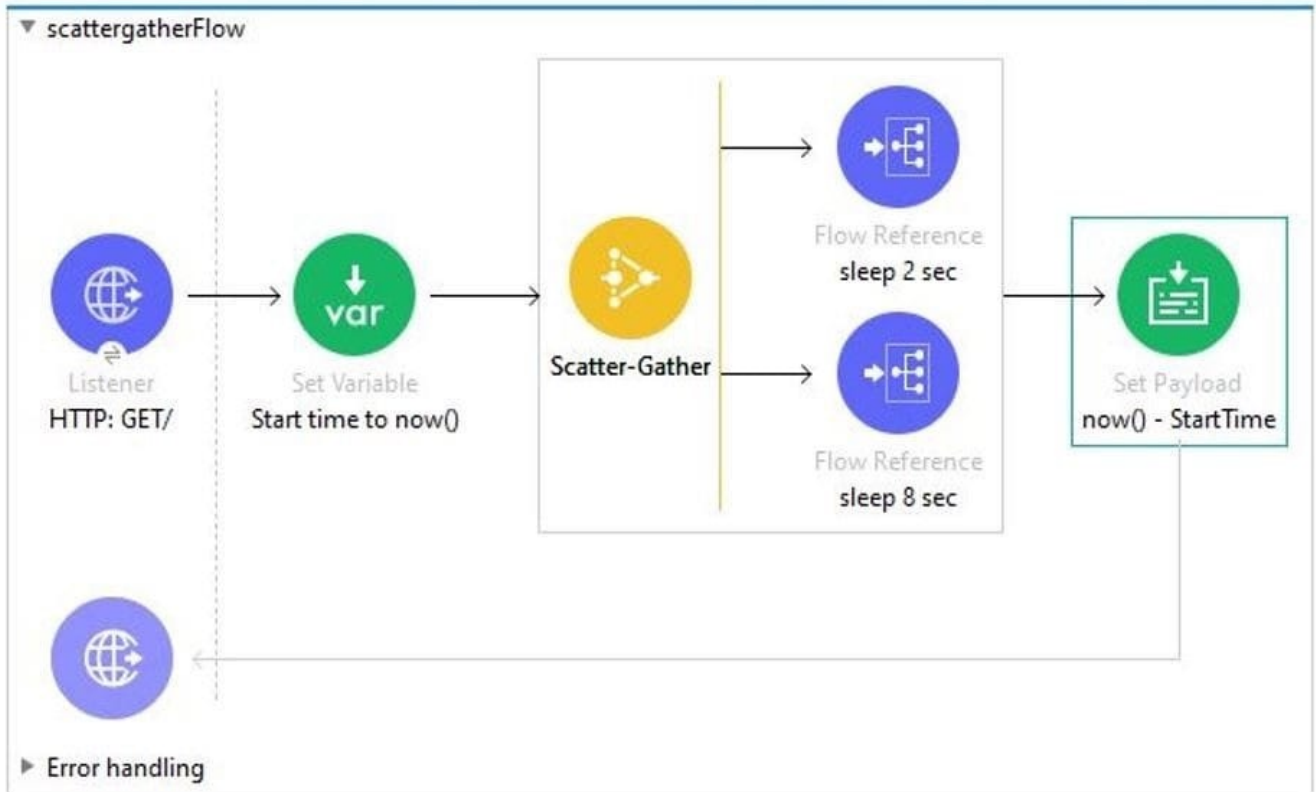 scattergatherFlow
Flow Reference
sleep 2 sec
var
Scatter-Gather
Listener
HTTP: GET/
Set Variable
Start time to now()
Set Payload
now() - StartTime
Flow Reference
sleep 8 sec
Error handling